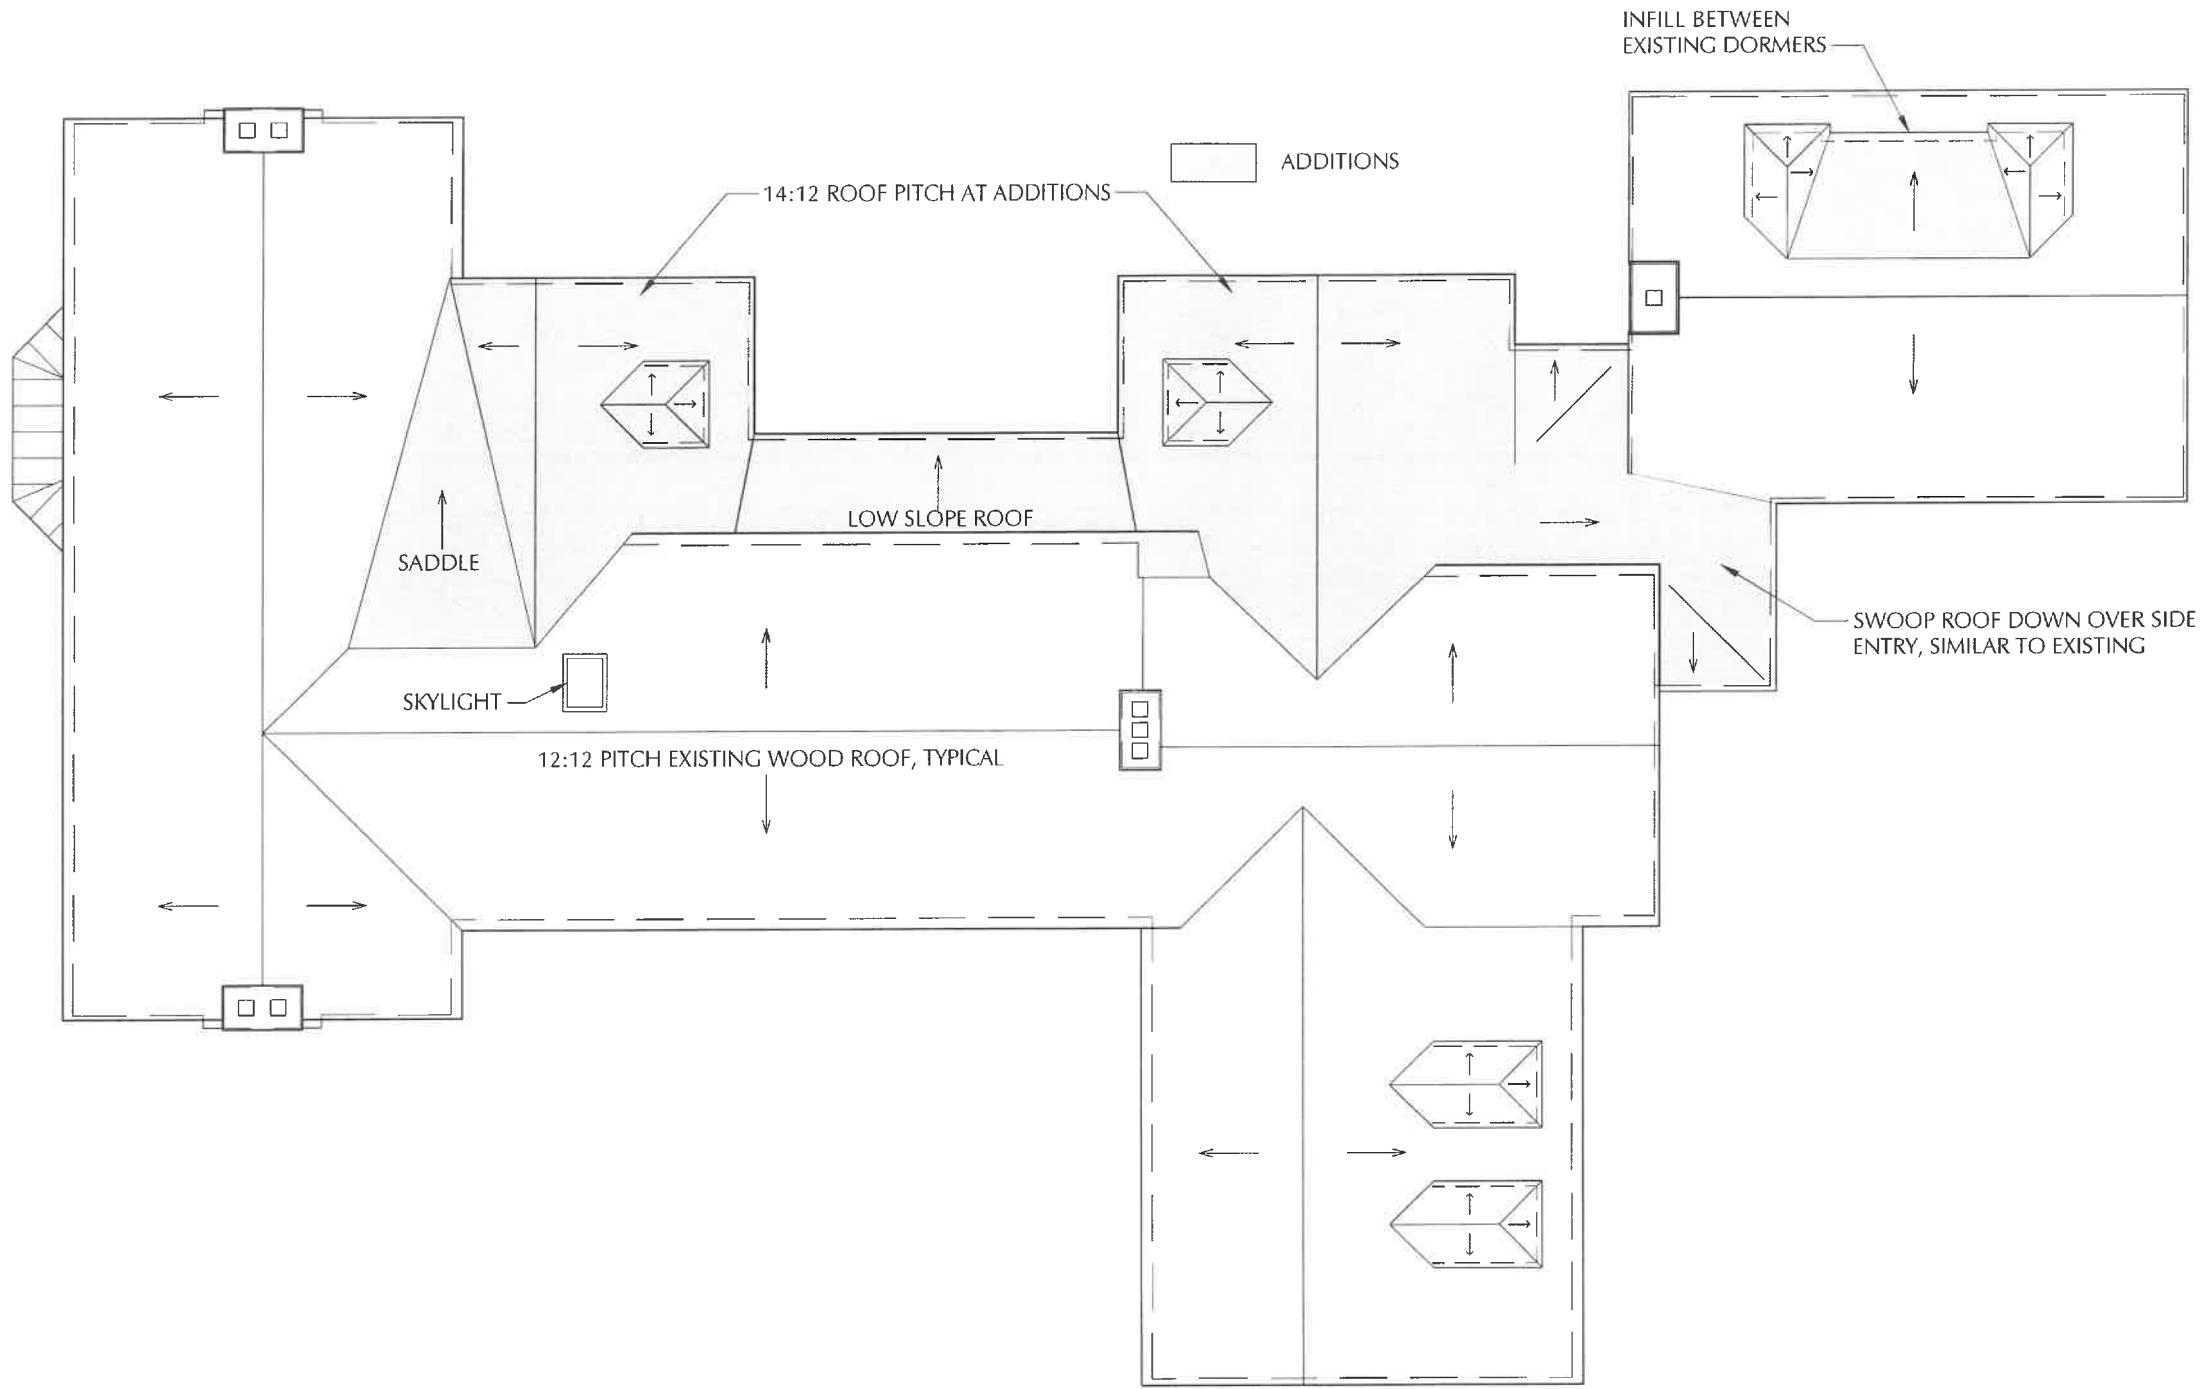 INFILL BETWEEN
EXISTING DORMERS
ADDITIONS
14:12 ROOF PITCH AT ADDITIONS
LOW SLOPE ROOF
SADDLE
SWOOP ROOF DOWN OVER SIDE
ENTRY, SIMILAR TO EXISTING
SKYLIGHT
12:12 PITCH EXISTING WOOD ROOF, TYPICAL